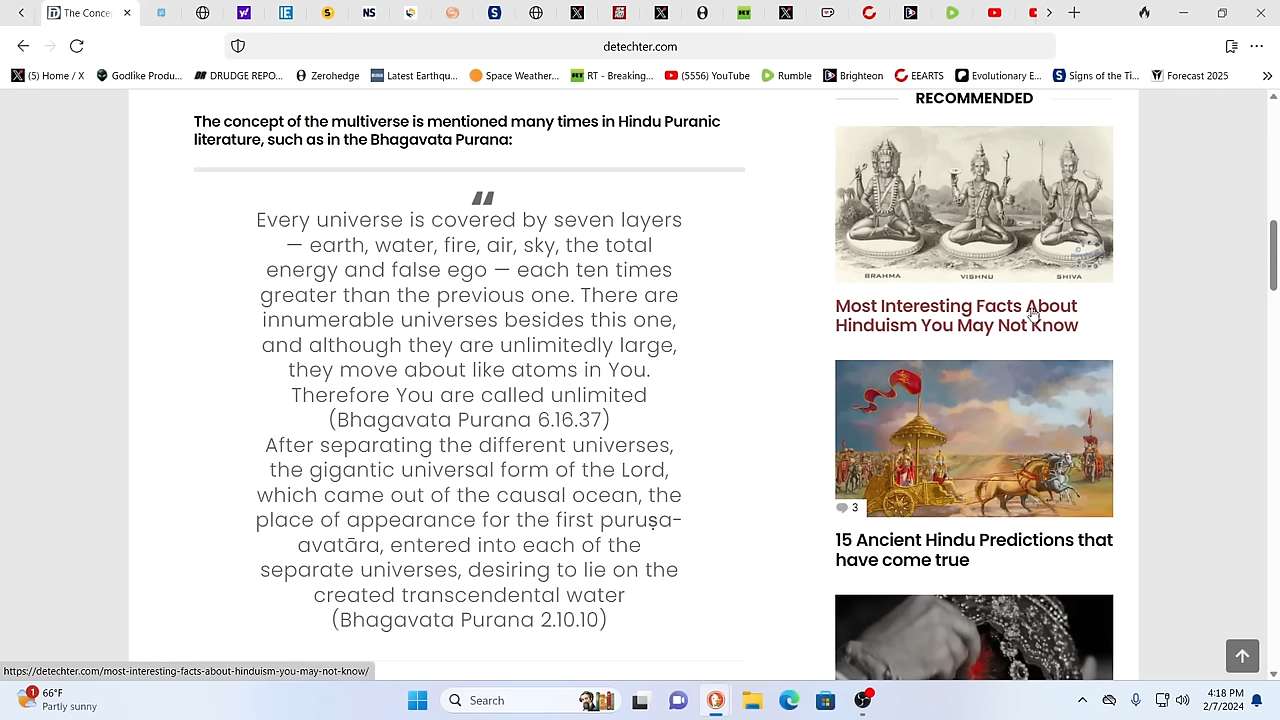 The Conce
NS
RT
detechter.com
(5) Home / X
Godlike Produ...
DRUDGE REPO...
Zerohedge
Latest Earthqu...
Space Weather...
RT - Breaking...
(5556) YouTube
Rumble
Brighteon
EEARTS
Evolutionary E...
Signs of the Ti...
Forecast 2025
The concept of the multiverse is mentioned many times in Hindu Puranic
literature, such as in the Bhagavata Purana:
Every universe is covered by seven layers
— earth, water, fire, air, sky, the total
energy and false ego — each ten times
greater than the previous one. There are
innumerable universes besides this one,
and although they are unlimitedly large,
they move about like atoms in You.
Therefore You are called unlimited
(Bhagavata Purana 6.16.37)
After separating the different universes,
the gigantic universal form of the Lord,
which came out of the causal ocean, the
place of appearance for the first puruṣa-
avatāra, entered into each of the
separate universes, desiring to lie on the
created transcendental water
(Bhagavata Purana 2.10.10)
RECOMMENDED
BRAHMA
VISHNU
SHIVA
Most Interesting Facts About
Hinduism You May Not Know
3
15 Ancient Hindu Predictions that
have come true
https://detechter.com/most-interesting-facts-about-hinduism-you-may-not-know/
1
66°F
Partly sunny
Search
4:18 PM
2/7/2024